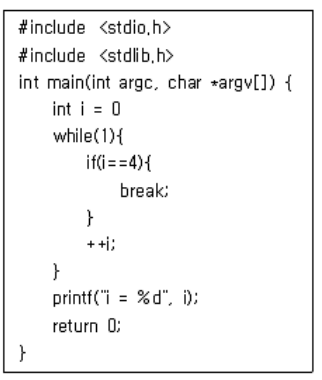 #include <stdio.h>
#include <stdlib.h>
int main(int argc, char *argv[]) {
int i = 0
while(1){
if(i==4){
break;
}
++i;
}
printf("i = %d", i);
return 0;
}